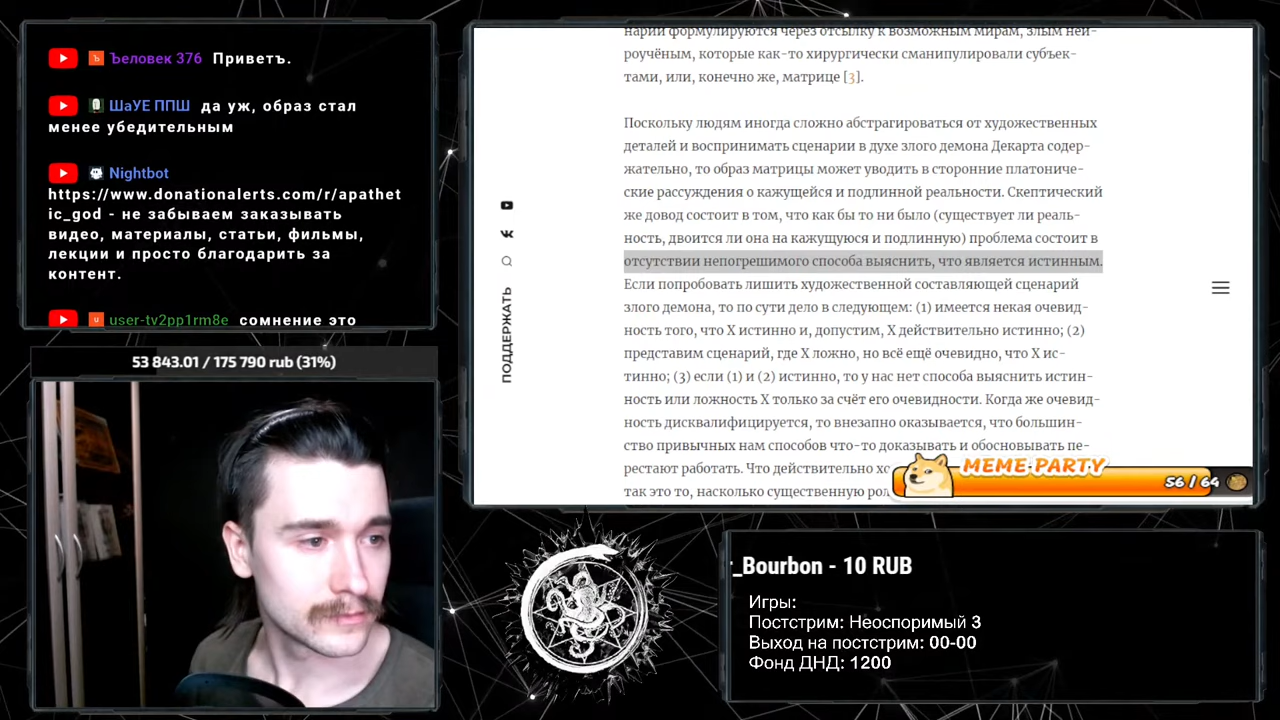 Ъеловек 376 Приветъ.
ШаУЕ ППШ да уж, образ стал
менее убедительным
Nightbot
https://www.donationalerts.com/r/apathet
ic_god - не забываем заказывать
видео, материалы, статьи, фильмы,
лекции и просто благодарить за
контент.
user-tv2pp1rm8e сомнение это
53 843.01 / 175 790 rub (31%)
нарии формулируются через отсылку к возможным мирам, злым ней-
роучёным, которые как-то хирургически сманипулировали субъек-
тами, или, конечно же, матрице [3].
Поскольку людям иногда сложно абстрагироваться от художественных
деталей и воспринимать сценарии в духе злого демона Декарта содер-
жательно, то образ матрицы может уводить в сторонние платониче-
ские рассуждения о кажущейся и подлинной реальности. Скептический
же довод состоит в том, что как бы то ни было (существует ли реаль-
ность, двоится ли она на кажущуюся и подлинную) проблема состоит в
отсутствии непогрешимого способа выяснить, что является истинным.
Если попробовать лишить художественной составляющей сценарий
злого демона, то по сути дело в следующем: (1) имеется некая очевид-
ность того, что X истинно и, допустим, X действительно истинно; (2)
представим сценарий, где X ложно, но всё ещё очевидно, что X ис-
тинно; (3) если (1) и (2) истинно, то у нас нет способа выяснить истин-
ность или ложность X только за счёт его очевидности. Когда же очевид-
ность дисквалифицируется, то внезапно оказывается, что большин-
ство привычных нам способов что-то доказывать и обосновывать пе-
рестают работать. Что действительно хо
так это то, насколько существенную рол
ПОДДЕРЖАТЬ
MEME PARTY
56 / 64
r_Bourbon - 10 RUB
Игры:
Постстрим: Неоспоримый 3
Выход на постстрим: 00-00
Фонд ДНД: 1200